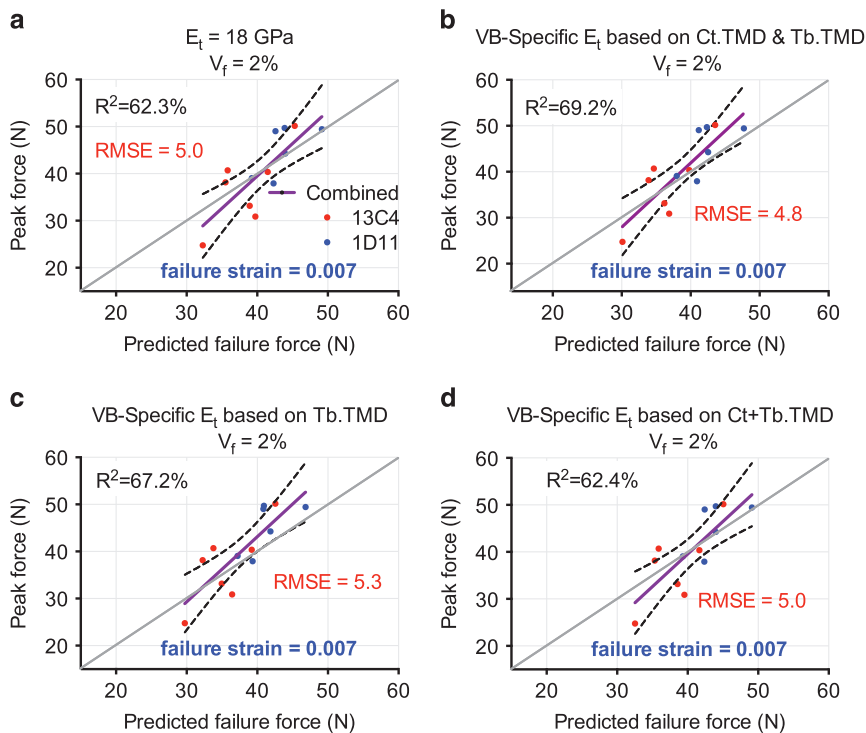 a
E_t = 18 GPa
V_f = 2%
R²=62.3%
RMSE = 5.0
Combined
13C4
1D11
failure strain = 0.007
Peak force (N)
60
50
40
30
20
20 30 40 50 60
Predicted failure force (N)
b
VB-Specific E_t based on Ct.TMD & Tb.TMD
V_f = 2%
R²=69.2%
RMSE = 4.8
failure strain = 0.007
Peak force (N)
60
50
40
30
20
20 30 40 50 60
Predicted failure force (N)
c
VB-Specific E_t based on Tb.TMD
V_f = 2%
R²=67.2%
RMSE = 5.3
failure strain = 0.007
Peak force (N)
60
50
40
30
20
20 30 40 50 60
Predicted failure force (N)
d
VB-Specific E_t based on Ct+Tb.TMD
V_f = 2%
R²=62.4%
RMSE = 5.0
failure strain = 0.007
Peak force (N)
60
50
40
30
20
20 30 40 50 60
Predicted failure force (N)